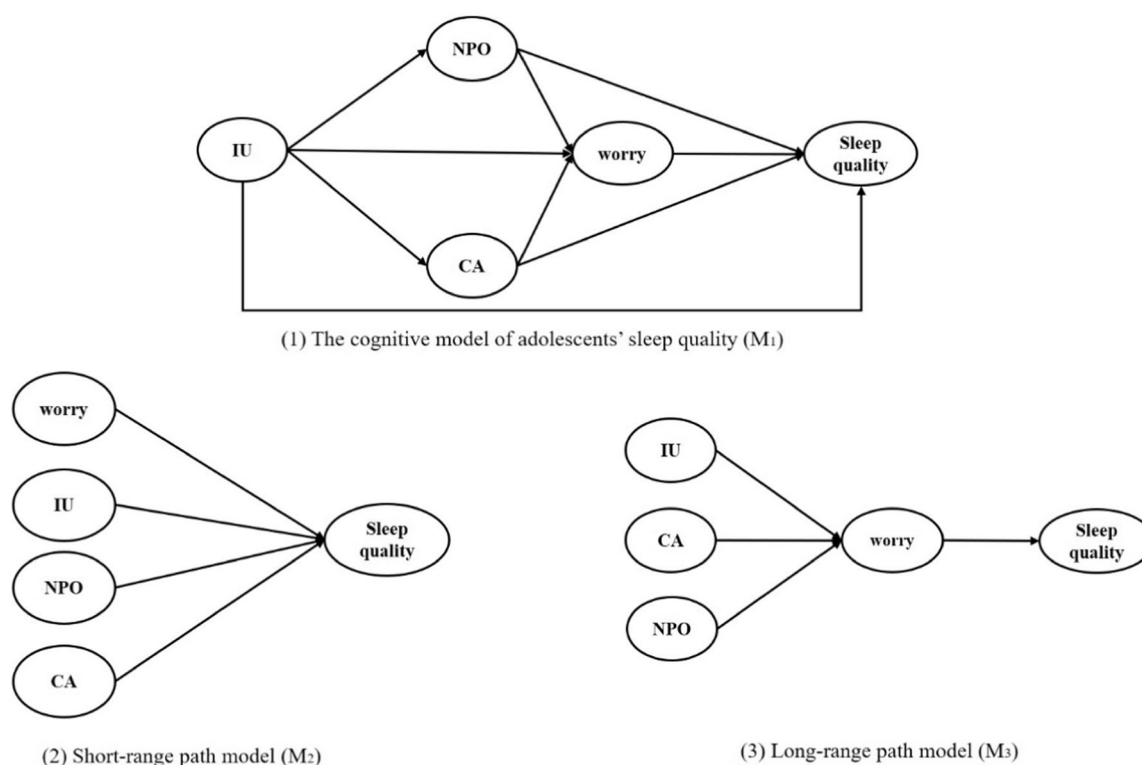 NPO
IU
worry
Sleep
quality
CA
(1) The cognitive model of adolescents’ sleep quality (M₁)
worry
IU
NPO
CA
Sleep
quality
(2) Short-range path model (M₂)
IU
CA
NPO
worry
Sleep
quality
(3) Long-range path model (M₃)